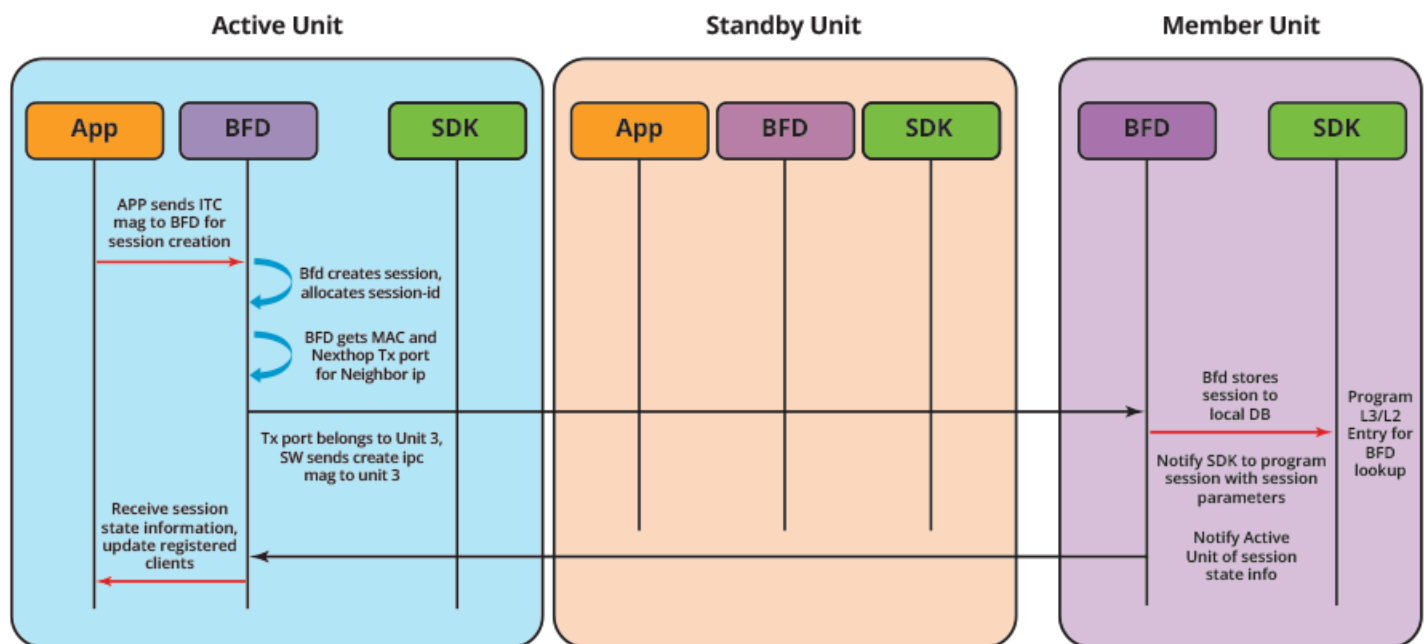 Active Unit
Standby Unit
Member Unit
App
BFD
SDK
App
BFD
SDK
BFD
SDK
APP sends ITC
mag to BFD for
session creation
Bfd creates session,
allocates session-id
BFD gets MAC and
Nexthop Tx port
for Neighbor ip
Tx port belongs to Unit 3,
SW sends create ipc
mag to unit 3
Bfd stores
session to
local DB
Notify SDK to program
session with session
parameters
Program
L3/L2
Entry for
BFD
lookup
Notify Active
Unit of session
state info
Receive session
state information,
update registered
clients